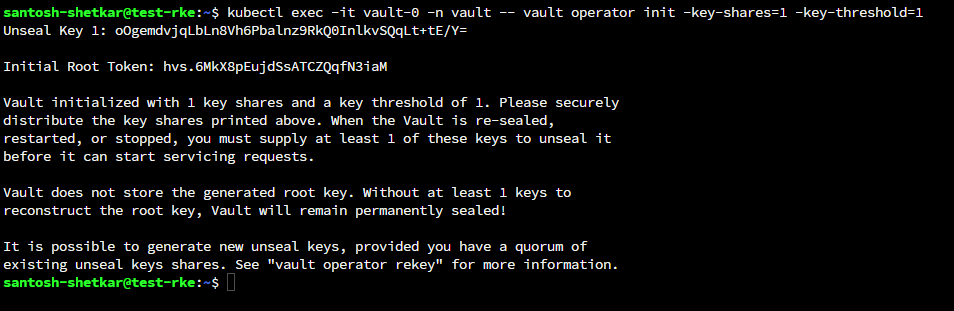 santosh-shetkar@test-rke:~$ kubectl exec -it vault-0 -n vault -- vault operator init -key-shares=1 -key-threshold=1
Unseal Key 1: oOgemdvjqLbLn8Vh6Pbalnz9RkQ0InlkvSQqLt+tE/Y=
Initial Root Token: hvs.6MkX8pEujdSsATCZQqfN3iaM
Vault initialized with 1 key shares and a key threshold of 1. Please securely
distribute the key shares printed above. When the Vault is re-sealed,
restarted, or stopped, you must supply at least 1 of these keys to unseal it
before it can start servicing requests.
Vault does not store the generated root key. Without at least 1 keys to
reconstruct the root key, Vault will remain permanently sealed!
It is possible to generate new unseal keys, provided you have a quorum of
existing unseal keys shares. See "vault operator rekey" for more information.
santosh-shetkar@test-rke:~$